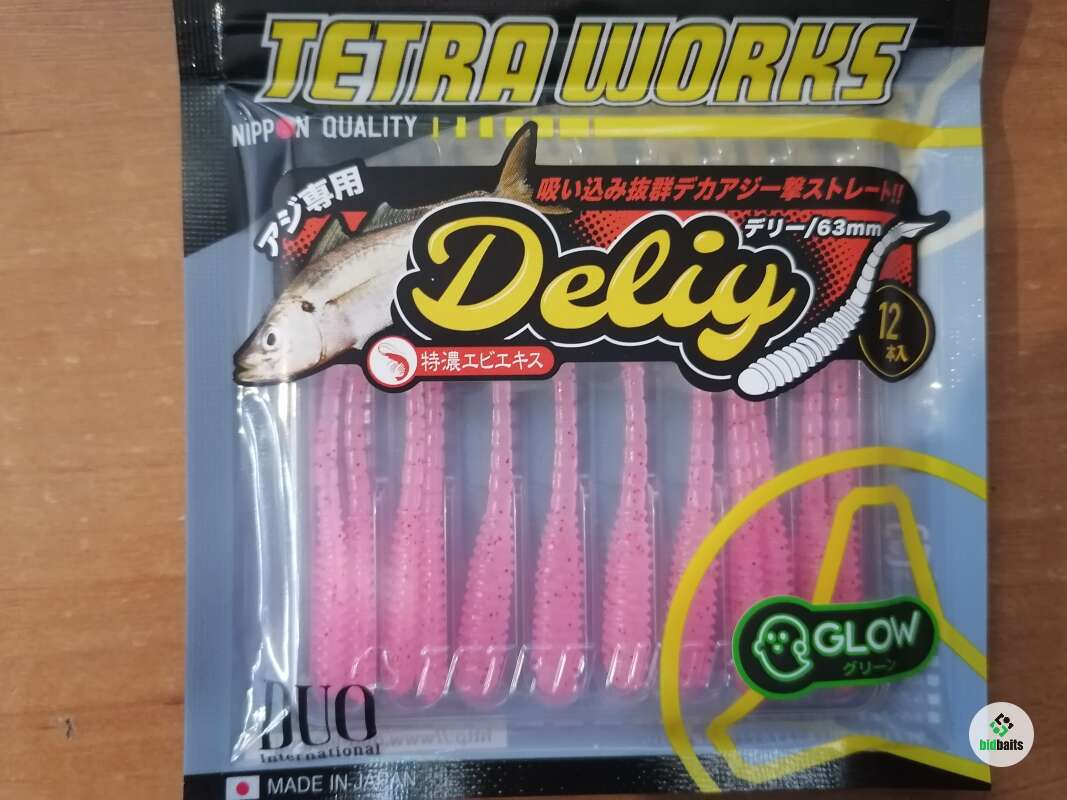 TETRA WORKS
NIPPON QUALITY
アジ専用
吸い込み抜群デカアジ一撃ストレート!!
デリー/63mm
Deliy
12
本入
特濃エビエキス
GLOW
グリーン
DUO
International
MADE IN JAPAN
bidbaits